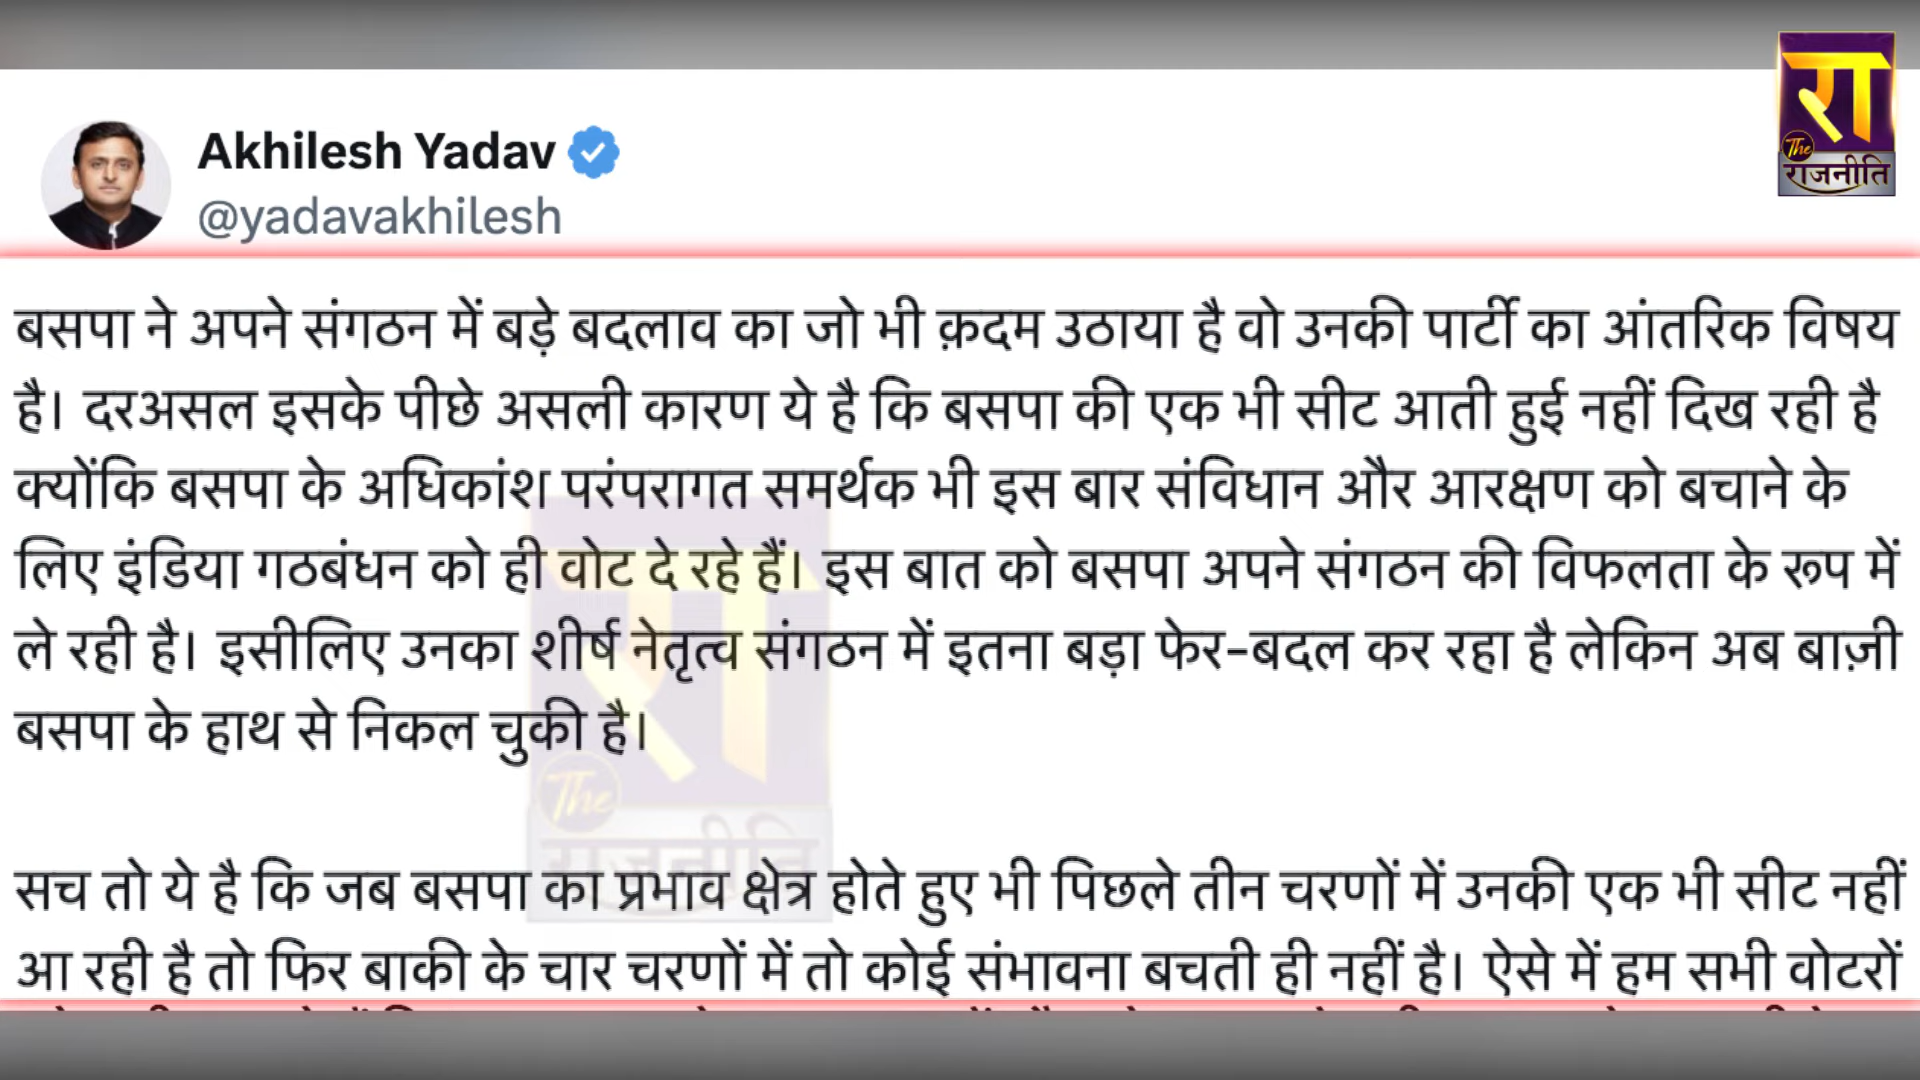 Akhilesh Yadav
@yadavakhilesh
रा
The
राजनीति
बसपा ने अपने संगठन में बड़े बदलाव का जो भी क़दम उठाया है वो उनकी पार्टी का आंतरिक विषय
है। दरअसल इसके पीछे असली कारण ये है कि बसपा की एक भी सीट आती हुई नहीं दिख रही है
क्योंकि बसपा के अधिकांश परंपरागत समर्थक भी इस बार संविधान और आरक्षण को बचाने के
लिए इंडिया गठबंधन को ही वोट दे रहे हैं। इस बात को बसपा अपने संगठन की विफलता के रूप में
ले रही है। इसीलिए उनका शीर्ष नेतृत्व संगठन में इतना बड़ा फेर-बदल कर रहा है लेकिन अब बाज़ी
बसपा के हाथ से निकल चुकी है।
रा
The
राजनीति
सच तो ये है कि जब बसपा का प्रभाव क्षेत्र होते हुए भी पिछले तीन चरणों में उनकी एक भी सीट नहीं
आ रही है तो फिर बाकी के चार चरणों में तो कोई संभावना बचती ही नहीं है। ऐसे में हम सभी वोटरों